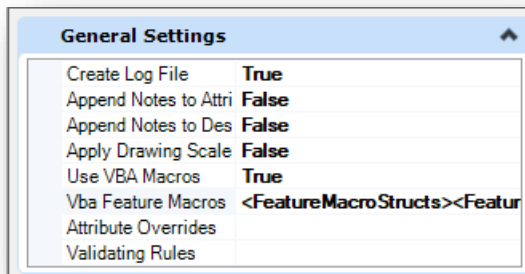 General Settings
Create Log File True
Append Notes to Attri False
Append Notes to Des False
Apply Drawing Scale False
Use VBA Macros True
Vba Feature Macros <FeatureMacroStructs><Featur
Attribute Overrides
Validating Rules